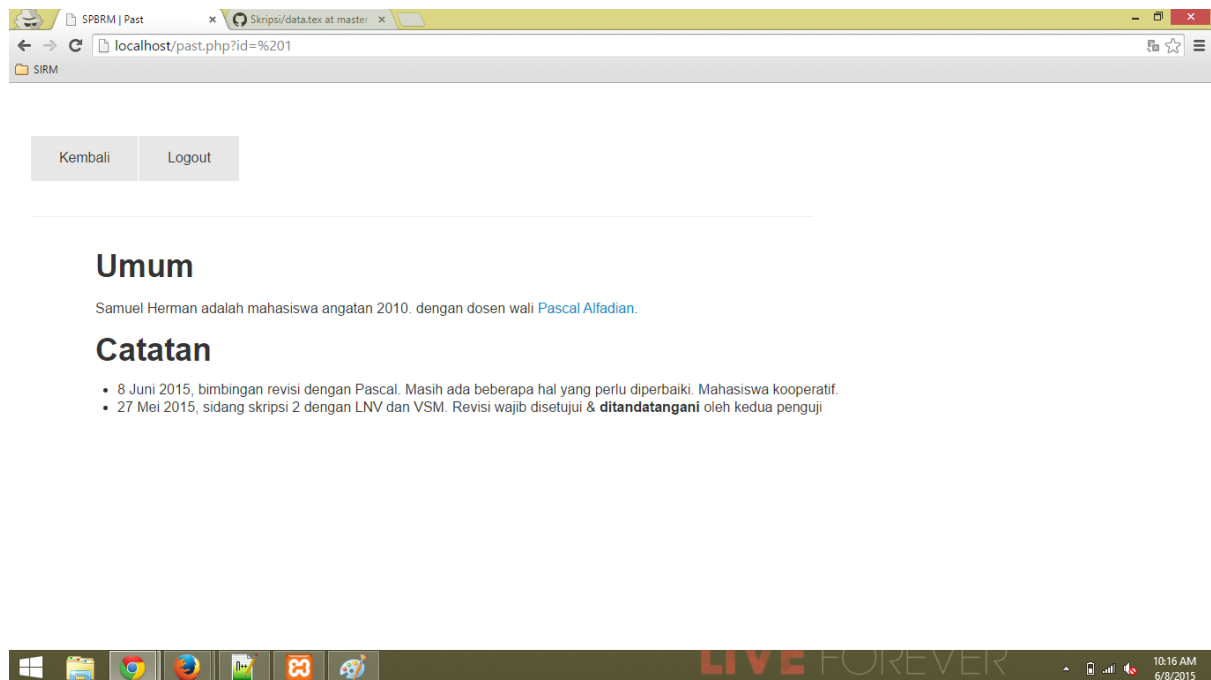 SPBRM | Past
Skripsi/data.tex at master
localhost/past.php?id=%201
SIRM
Kembali
Logout
Umum
Samuel Herman adalah mahasiswa angatan 2010. dengan dosen wali Pascal Alfadian.
Catatan
• 8 Juni 2015, bimbingan revisi dengan Pascal. Masih ada beberapa hal yang perlu diperbaiki. Mahasiswa kooperatif.
• 27 Mei 2015, sidang skripsi 2 dengan LNV dan VSM. Revisi wajib disetujui & ditandatangani oleh kedua penguji
LIVE FOREVER
10:16 AM
6/8/2015